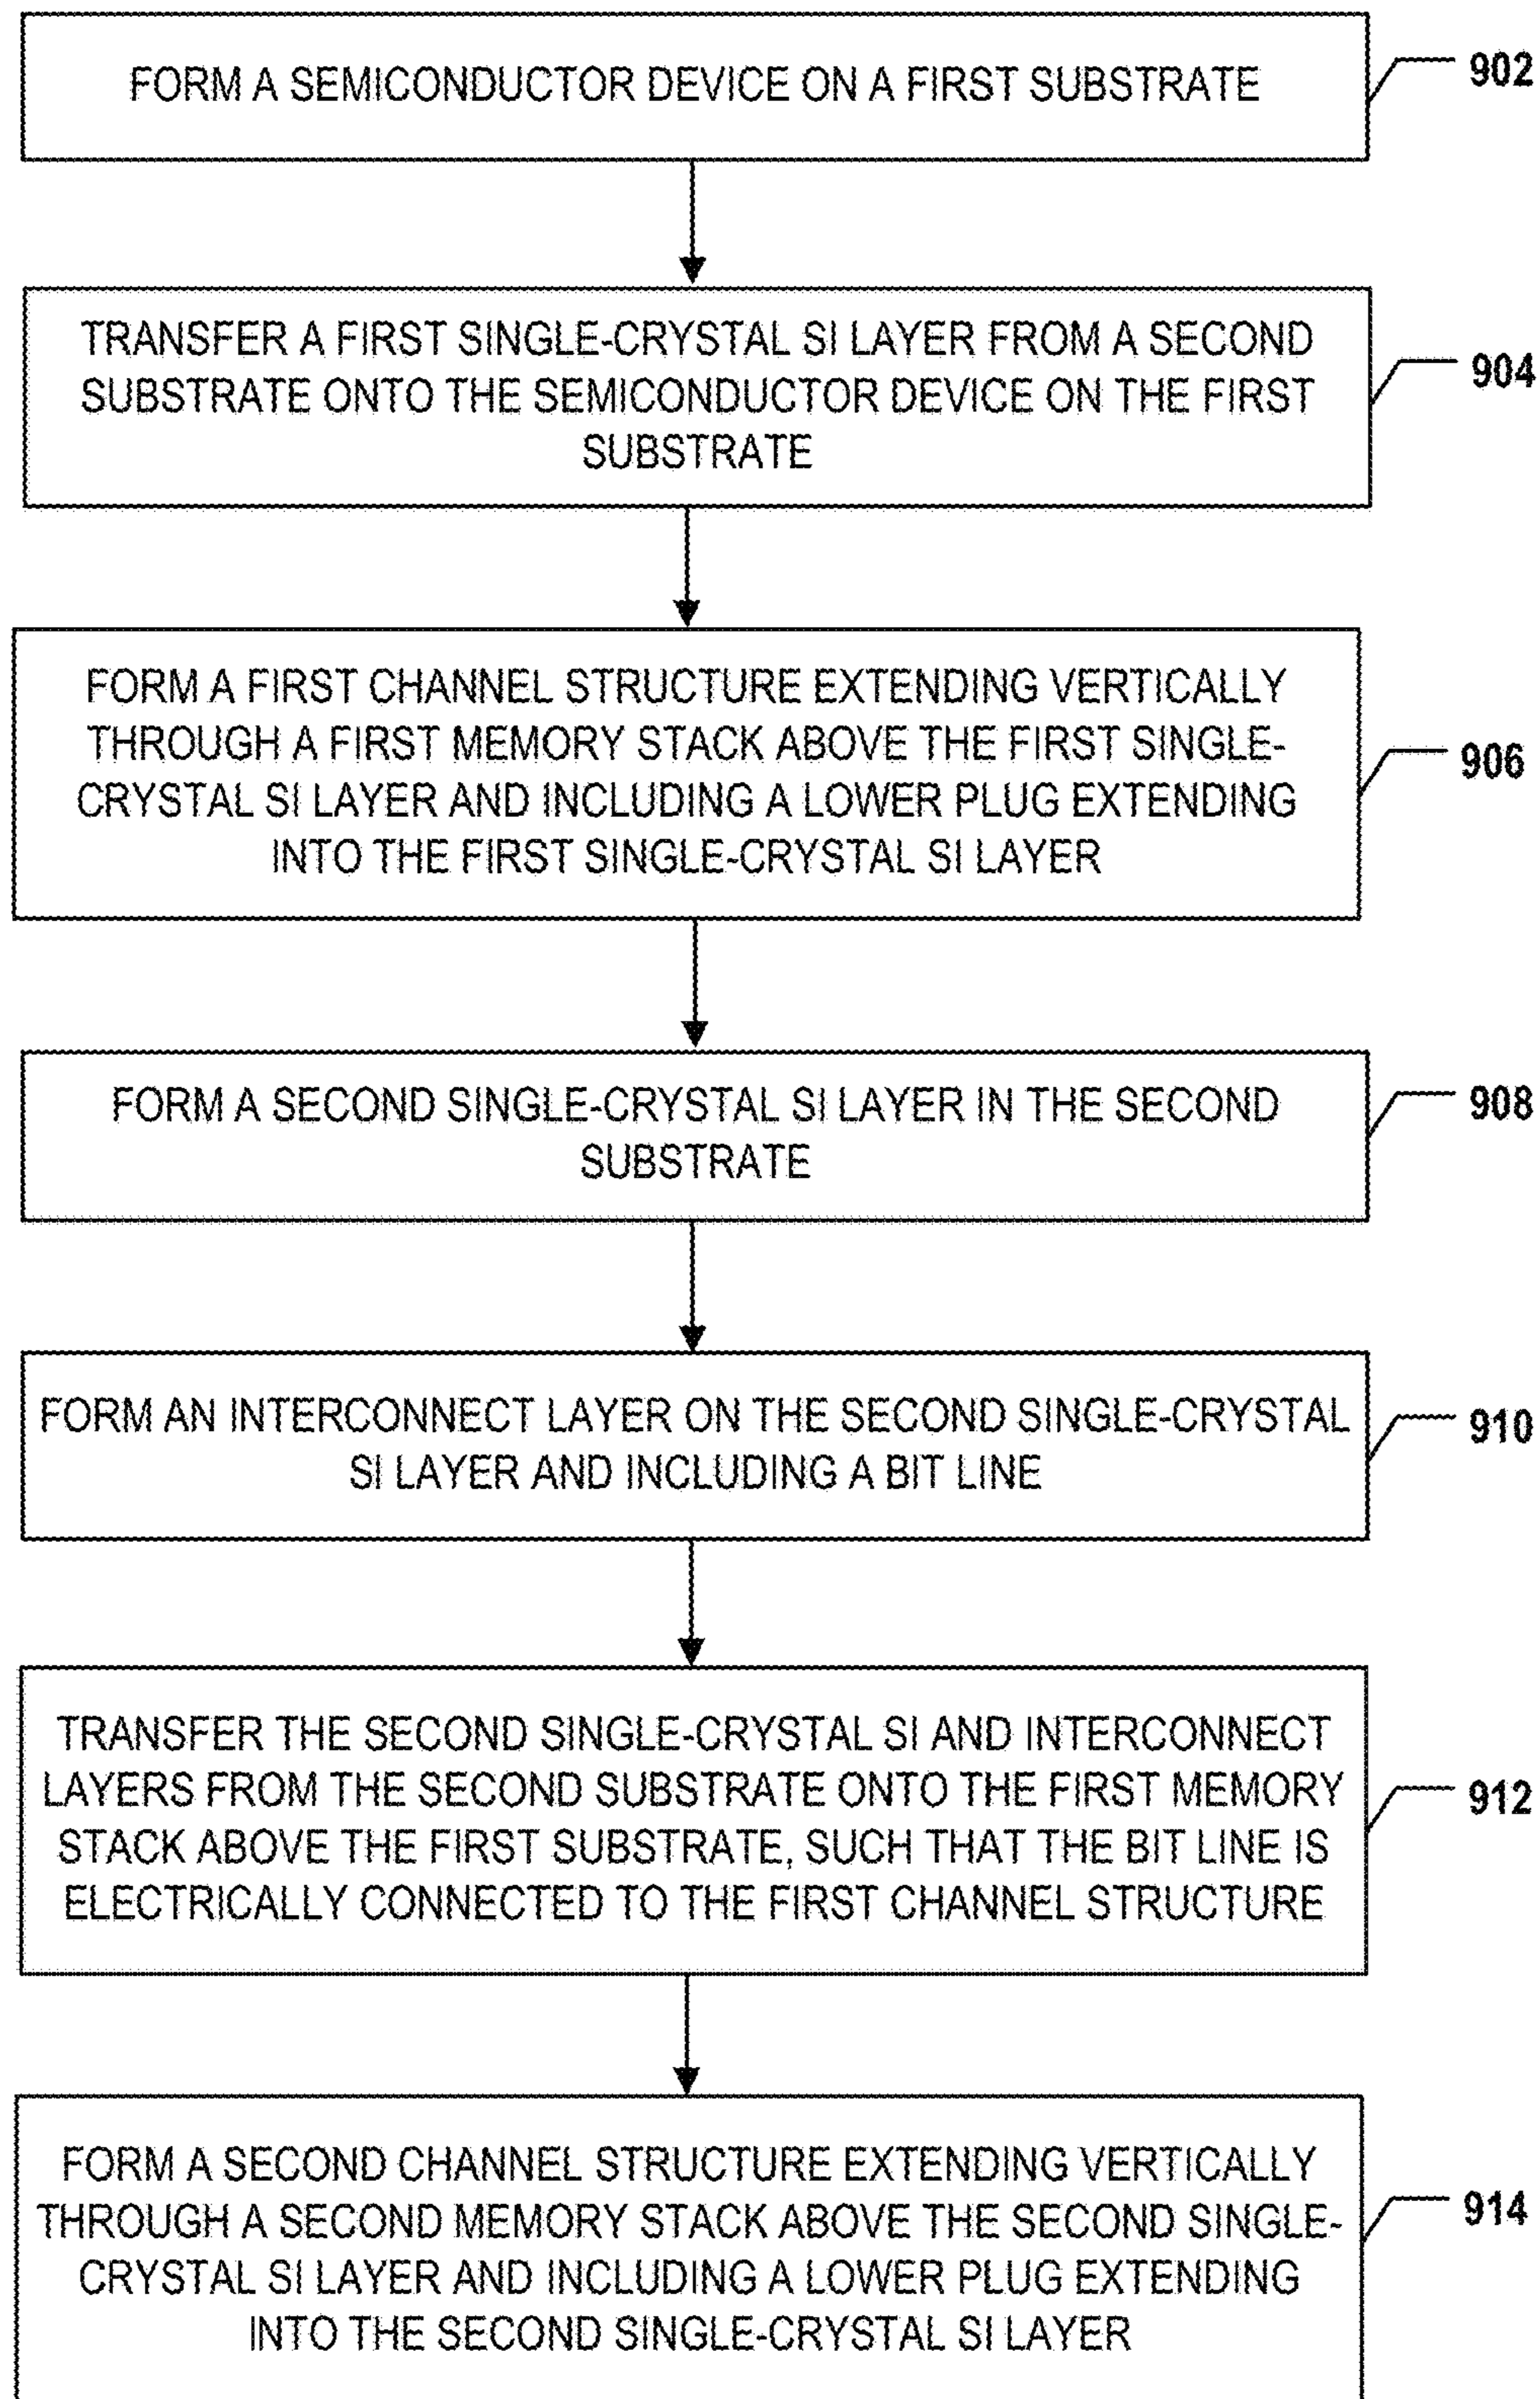 FORM A SEMICONDUCTOR DEVICE ON A FIRST SUBSTRATE
902
TRANSFER A FIRST SINGLE-CRYSTAL SI LAYER FROM A SECOND
SUBSTRATE ONTO THE SEMICONDUCTOR DEVICE ON THE FIRST
SUBSTRATE
904
FORM A FIRST CHANNEL STRUCTURE EXTENDING VERTICALLY
THROUGH A FIRST MEMORY STACK ABOVE THE FIRST SINGLE-
CRYSTAL SI LAYER AND INCLUDING A LOWER PLUG EXTENDING
INTO THE FIRST SINGLE-CRYSTAL SI LAYER
906
FORM A SECOND SINGLE-CRYSTAL SI LAYER IN THE SECOND
SUBSTRATE
908
FORM AN INTERCONNECT LAYER ON THE SECOND SINGLE-CRYSTAL
SI LAYER AND INCLUDING A BIT LINE
910
TRANSFER THE SECOND SINGLE-CRYSTAL SI AND INTERCONNECT
LAYERS FROM THE SECOND SUBSTRATE ONTO THE FIRST MEMORY
STACK ABOVE THE FIRST SUBSTRATE, SUCH THAT THE BIT LINE IS
ELECTRICALLY CONNECTED TO THE FIRST CHANNEL STRUCTURE
912
FORM A SECOND CHANNEL STRUCTURE EXTENDING VERTICALLY
THROUGH A SECOND MEMORY STACK ABOVE THE SECOND SINGLE-
CRYSTAL SI LAYER AND INCLUDING A LOWER PLUG EXTENDING
INTO THE SECOND SINGLE-CRYSTAL SI LAYER
914